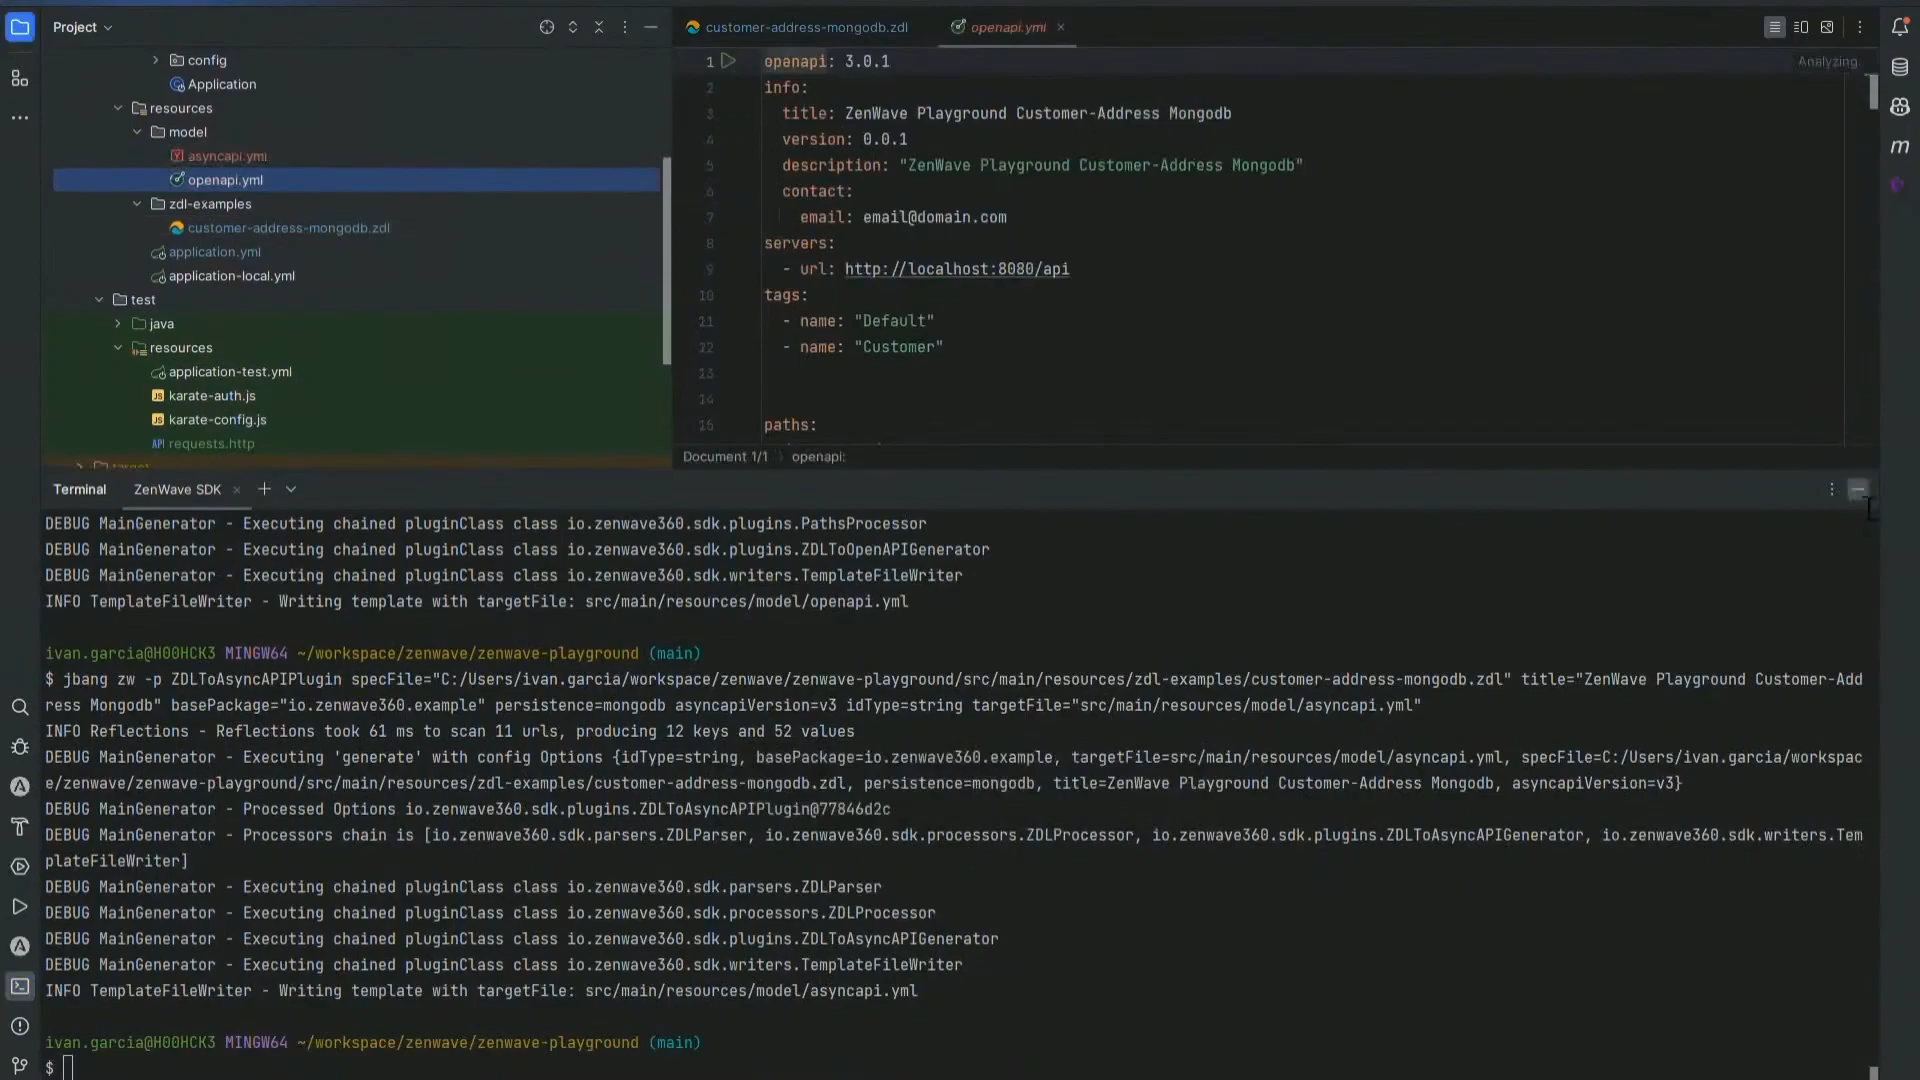 Project
config
Application
resources
model
asyncapi.yml
openapi.yml
zdl-examples
customer-address-mongodb.zdl
application.yml
application-local.yml
test
java
resources
application-test.yml
karate-auth.js
karate-config.js
API requests.http
target
customer-address-mongodb.zdl
openapi.yml
Analyzing.
1 openapi: 3.0.1
2 info:
3 title: ZenWave Playground Customer-Address Mongodb
4 version: 0.0.1
5 description: "ZenWave Playground Customer-Address Mongodb"
6 contact:
7 email: email@domain.com
8 servers:
9 - url: http://localhost:8080/api
10 tags:
11 - name: "Default"
12 - name: "Customer"
13
14
15 paths:
Document 1/1 openapi:
Terminal ZenWave SDK
DEBUG MainGenerator - Executing chained pluginClass class io.zenwave360.sdk.plugins.PathsProcessor
DEBUG MainGenerator - Executing chained pluginClass class io.zenwave360.sdk.plugins.ZDLToOpenAPIGenerator
DEBUG MainGenerator - Executing chained pluginClass class io.zenwave360.sdk.writers.TemplateFileWriter
INFO TemplateFileWriter - Writing template with targetFile: src/main/resources/model/openapi.yml
ivan.garcia@H00HCK3 MINGW64 ~/workspace/zenwave/zenwave-playground (main)
$ jbang zw -p ZDLToAsyncAPIPlugin specFile="C:/Users/ivan.garcia/workspace/zenwave/zenwave-playground/src/main/resources/zdl-examples/customer-address-mongodb.zdl" title="ZenWave Playground Customer-Add
ress Mongodb" basePackage="io.zenwave360.example" persistence=mongodb asyncapiVersion=v3 idType=string targetFile="src/main/resources/model/asyncapi.yml"
INFO Reflections - Reflections took 61 ms to scan 11 urls, producing 12 keys and 52 values
DEBUG MainGenerator - Executing 'generate' with config Options {idType=string, basePackage=io.zenwave360.example, targetFile=src/main/resources/model/asyncapi.yml, specFile=C:/Users/ivan.garcia/workspac
e/zenwave/zenwave-playground/src/main/resources/zdl-examples/customer-address-mongodb.zdl, persistence=mongodb, title=ZenWave Playground Customer-Address Mongodb, asyncapiVersion=v3}
DEBUG MainGenerator - Processed Options io.zenwave360.sdk.plugins.ZDLToAsyncAPIPlugin@77846d2c
DEBUG MainGenerator - Processors chain is [io.zenwave360.sdk.parsers.ZDLParser, io.zenwave360.sdk.processors.ZDLProcessor, io.zenwave360.sdk.plugins.ZDLToAsyncAPIGenerator, io.zenwave360.sdk.writers.Tem
plateFileWriter]
DEBUG MainGenerator - Executing chained pluginClass class io.zenwave360.sdk.parsers.ZDLParser
DEBUG MainGenerator - Executing chained pluginClass class io.zenwave360.sdk.processors.ZDLProcessor
DEBUG MainGenerator - Executing chained pluginClass class io.zenwave360.sdk.plugins.ZDLToAsyncAPIGenerator
DEBUG MainGenerator - Executing chained pluginClass class io.zenwave360.sdk.writers.TemplateFileWriter
INFO TemplateFileWriter - Writing template with targetFile: src/main/resources/model/asyncapi.yml
ivan.garcia@H00HCK3 MINGW64 ~/workspace/zenwave/zenwave-playground (main)
$